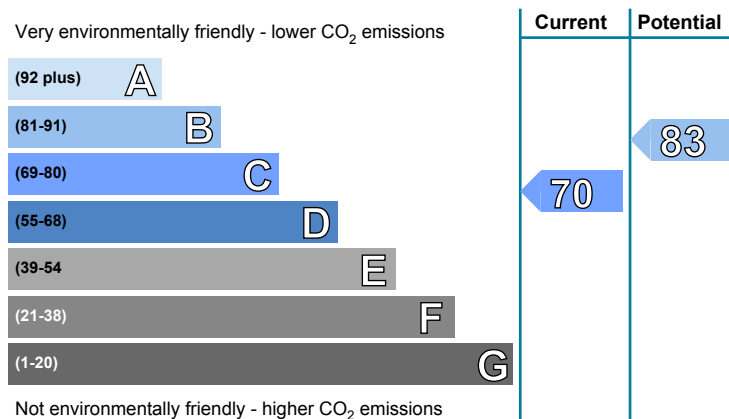 Very environmentally friendly - lower CO2 emissions
Current
Potential
(92 plus) A
(81-91) B
83
(69-80) C
70
(55-68) D
(39-54 E
(21-38) F
(1-20) G
Not environmentally friendly - higher CO2 emissions